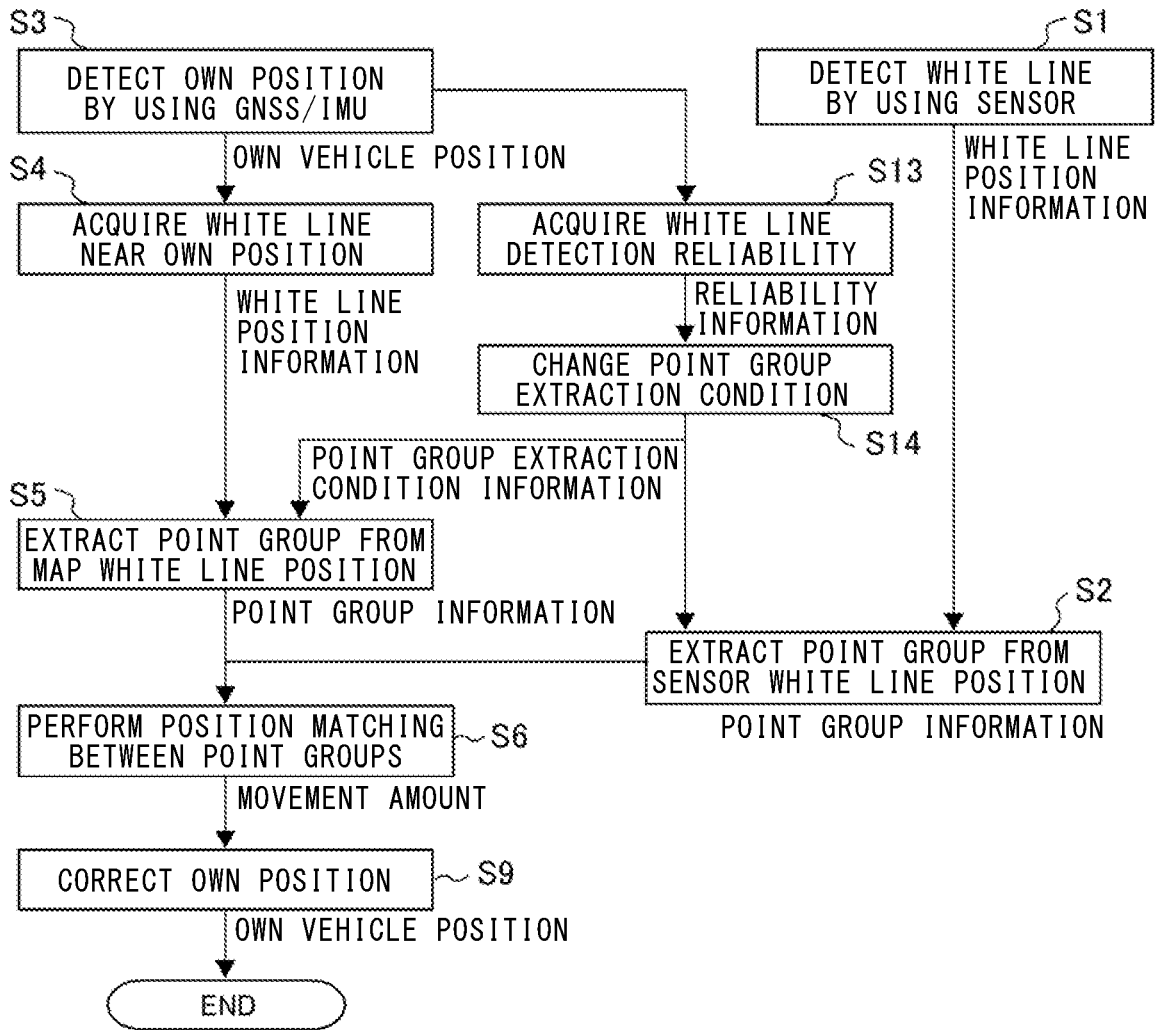 S3
DETECT OWN POSITION
BY USING GNSS/IMU
S1
DETECT WHITE LINE
BY USING SENSOR
OWN VEHICLE POSITION
WHITE LINE
POSITION
INFORMATION
S4
ACQUIRE WHITE LINE
NEAR OWN POSITION
S13
ACQUIRE WHITE LINE
DETECTION RELIABILITY
WHITE LINE
POSITION
INFORMATION
RELIABILITY
INFORMATION
CHANGE POINT GROUP
EXTRACTION CONDITION
S14
POINT GROUP EXTRACTION
CONDITION INFORMATION
S5
EXTRACT POINT GROUP FROM
MAP WHITE LINE POSITION
POINT GROUP INFORMATION
S2
EXTRACT POINT GROUP FROM
SENSOR WHITE LINE POSITION
POINT GROUP INFORMATION
PERFORM POSITION MATCHING
BETWEEN POINT GROUPS
S6
MOVEMENT AMOUNT
CORRECT OWN POSITION
S9
OWN VEHICLE POSITION
END